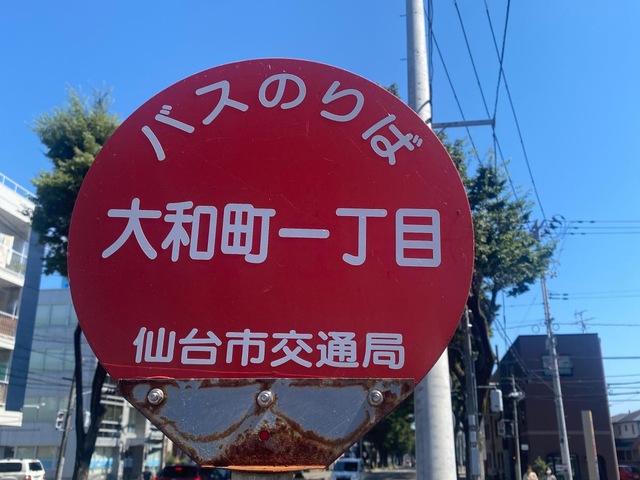 バスのりば
大和町一丁目
仙台市交通局